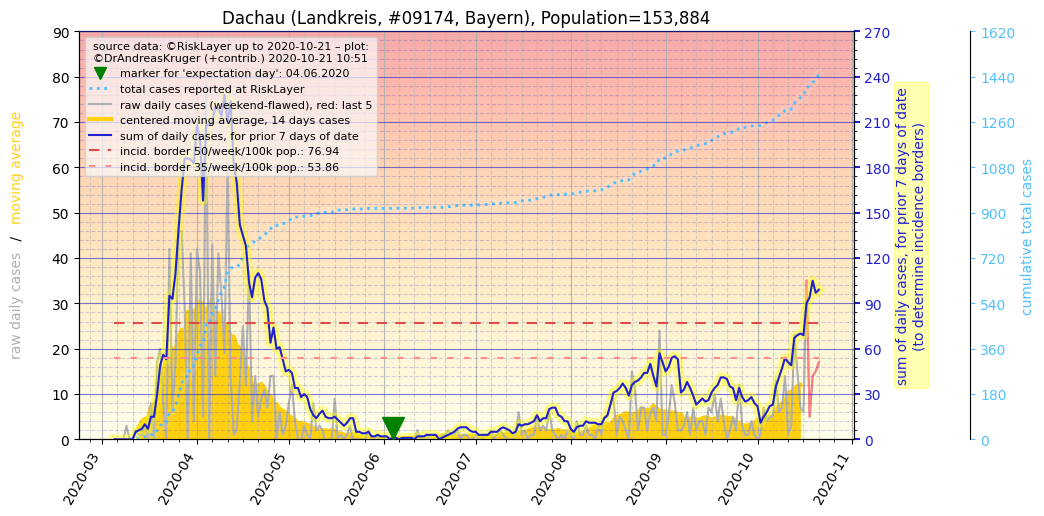 Dachau (Landkreis, #09174, Bayern), Population=153,884
source data: ©RiskLayer up to 2020-10-21 – plot:
©DrAndreasKruger (+contrib.) 2020-10-21 10:51
marker for 'expectation day': 04.06.2020
total cases reported at RiskLayer
raw daily cases (weekend-flawed), red: last 5
centered moving average, 14 days cases
sum of daily cases, for prior 7 days of date
incid. border 50/week/100k pop.: 76.94
incid. border 35/week/100k pop.: 53.86
raw daily cases / moving average
90
80
70
60
50
40
30
20
10
0
270
240
210
180
150
120
90
60
30
0
sum of daily cases, for prior 7 days of date
(to determine incidence borders)
1620
1440
1260
1080
900
720
540
360
180
0
cumulative total cases
2020-03
2020-04
2020-05
2020-06
2020-07
2020-08
2020-09
2020-10
2020-11